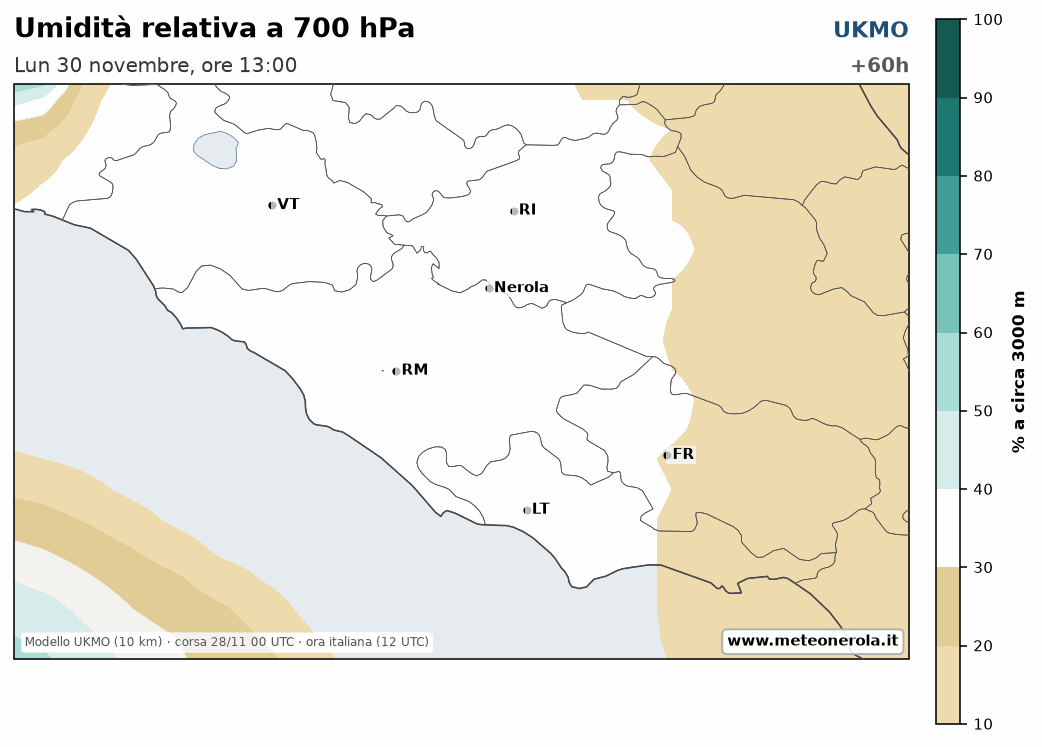 Umidità relativa a 700 hPa
UKMO
Lun 30 novembre, ore 13:00
+60h
100
90
80
70
60
50
40
30
20
10
% a circa 3000 m
VT
RI
Nerola
RM
FR
LT
Modello UKMO (10 km) · corsa 28/11 00 UTC · ora italiana (12 UTC)
www.meteonerola.it